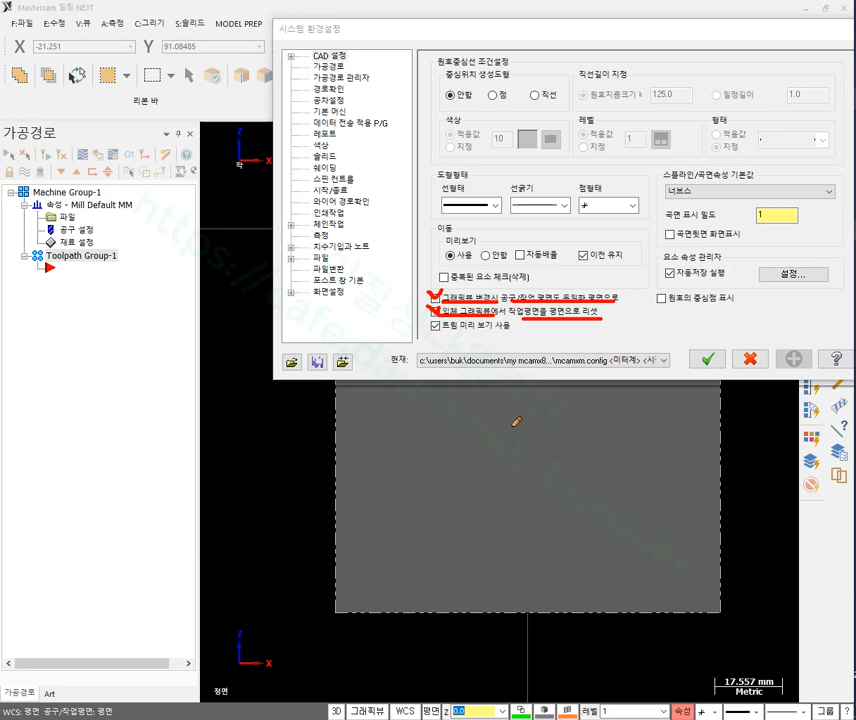 Mastercam 밀링 NEXT
F:파일 E:수정 V:뷰 A:측정 C:그리기 S:솔리드 MODEL PREP
X -21.251 Y 91.08485
리본 바
가공경로
Machine Group-1
속성 - Mill Default MM
파일
공구 설정
재료 설정
Toolpath Group-1
가공경로 Art
시스템 환경설정
CAD 설정
가공경로
가공경로 관리자
경로확인
공차설정
기본 머신
데이터 전송 적용 P/G
레포트
색상
솔리드
쉐이딩
스핀 컨트롤
시작/종료
와이어 경로확인
인쇄작업
제인작업
측정
치수기입과 노트
파일
파일변환
포스트 창 기본
화면설정
원호중심선 조건설정
중심위치 생성도형
안함 점 직선
직선길이 지정
원호지름크기 125.0 일정길이 1.0
색상
적용값 10
지정
레벨
적용값 1
지정
형태
적용값
지정
도형형태
선형태 선굵기 점형태
스플라인/곡면속성 기본값
너브스
곡면 표시 밀도 1
곡면뒷면 화면표시
이동
미리보기
사용 안함 자동배율 이전 유지
중복된 요소 체크(삭제)
요소 속성 관리자
자동저장 실행 설정...
그래픽뷰 변경시 공구/작업 평면도 동일한 평면으로
입체 그래픽뷰에서 작업평면을 평면으로 리셋
트림 미리 보기 사용
원호의 중심점 표시
현재: c:\users\buk\documents\my mcamx8...\mcamxm.config <미터계>
https://cafe.daum.net/
작
X
Z
X
정면
17.557 mm
Metric
WCS: 평면 공구/작업평면: 평면
3D 그래픽뷰 WCS 평면 Z 0.0 레벨 1 속성 그룹 ?